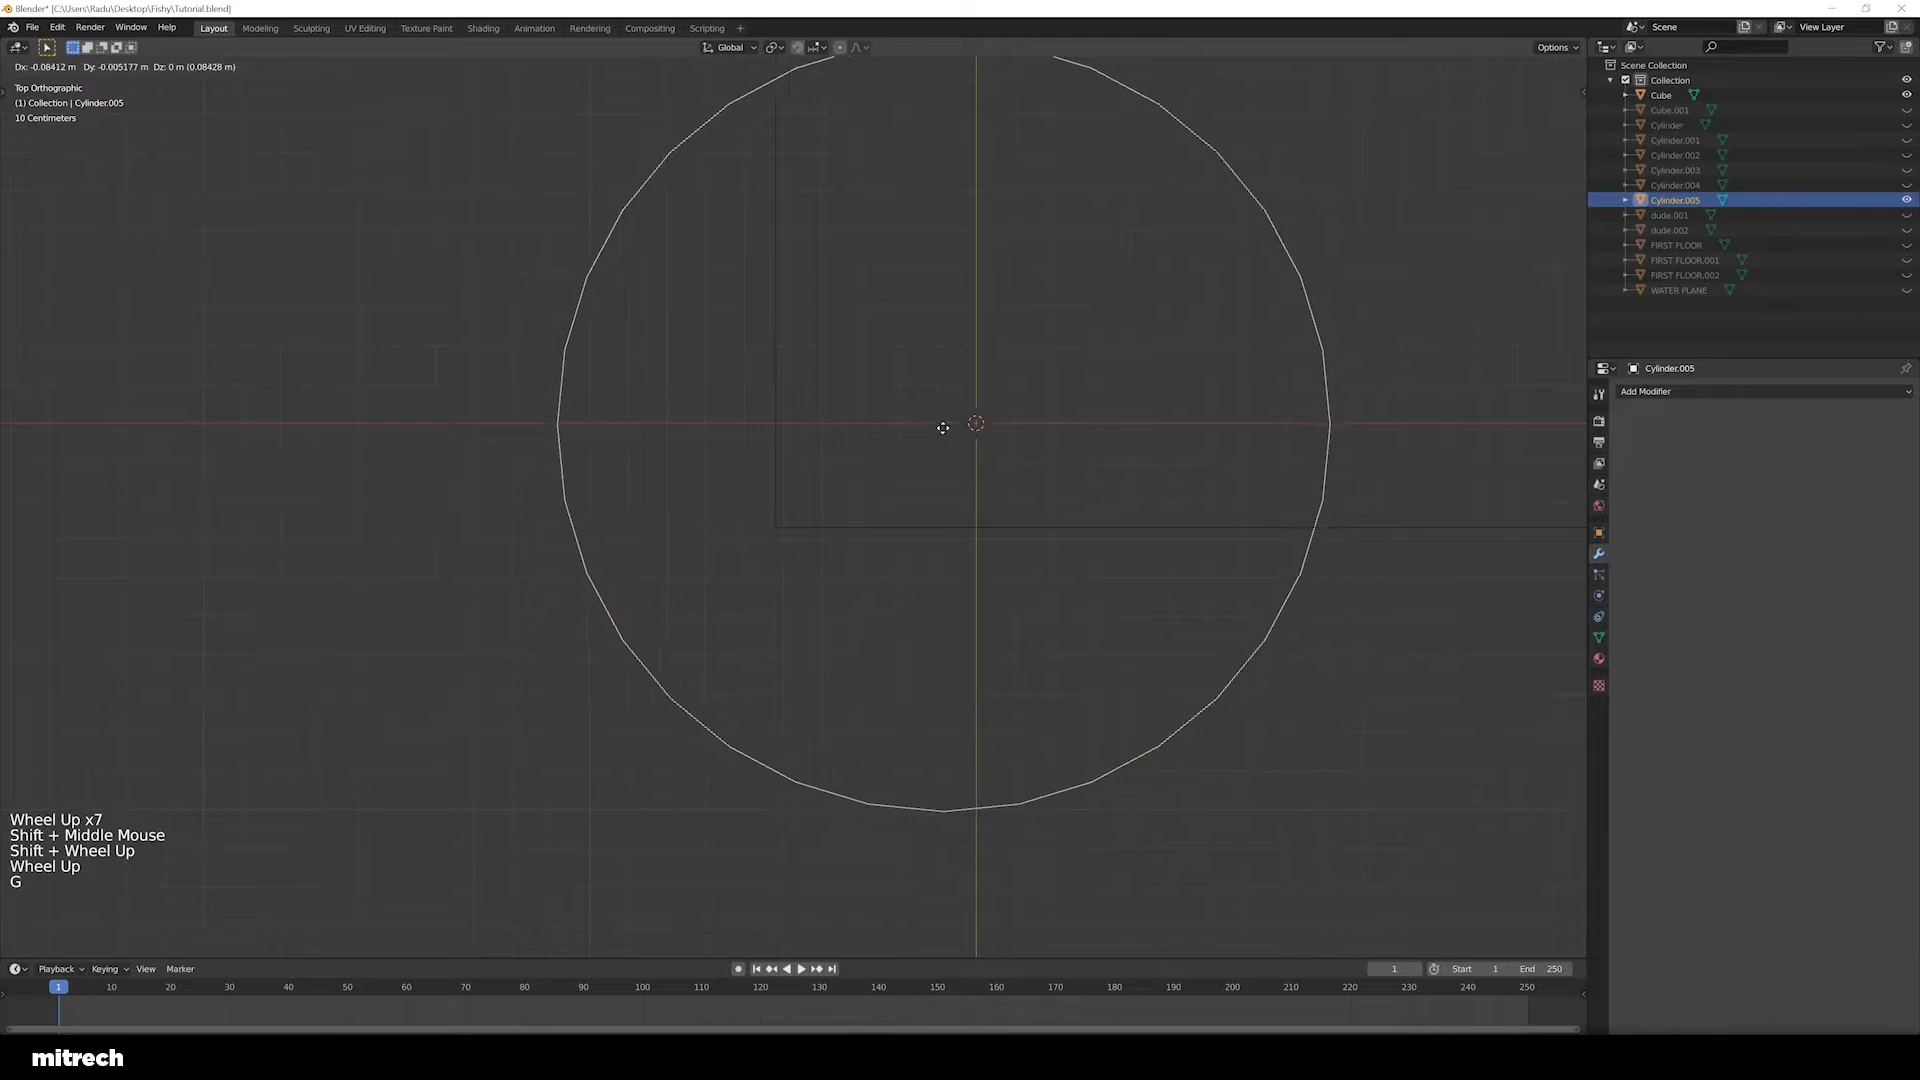 Blender* [C:\Users\Radu\Desktop\Fishy\Tutorial.blend]
File Edit Render Window Help
Layout Modeling Sculpting UV Editing Texture Paint Shading Animation Rendering Compositing Scripting +
Scene View Layer
Global Options
Dx: -0.08412 m Dy: -0.005177 m Dz: 0 m (0.08428 m)
Top Orthographic
(1) Collection | Cylinder.005
10 Centimeters
Scene Collection
Collection
Cube
Cube.001
Cylinder
Cylinder.001
Cylinder.002
Cylinder.003
Cylinder.004
Cylinder.005
dude.001
dude.002
FIRST FLOOR
FIRST FLOOR.001
FIRST FLOOR.002
WATER PLANE
Cylinder.005
Add Modifier
Wheel Up x7
Shift + Middle Mouse
Shift + Wheel Up
Wheel Up
G
Playback Keying View Marker
1 Start 1 End 250
1 10 20 30 40 50 60 70 80 90 100 110 120 130 140 150 160 170 180 190 200 210 220 230 240 250
mitrech